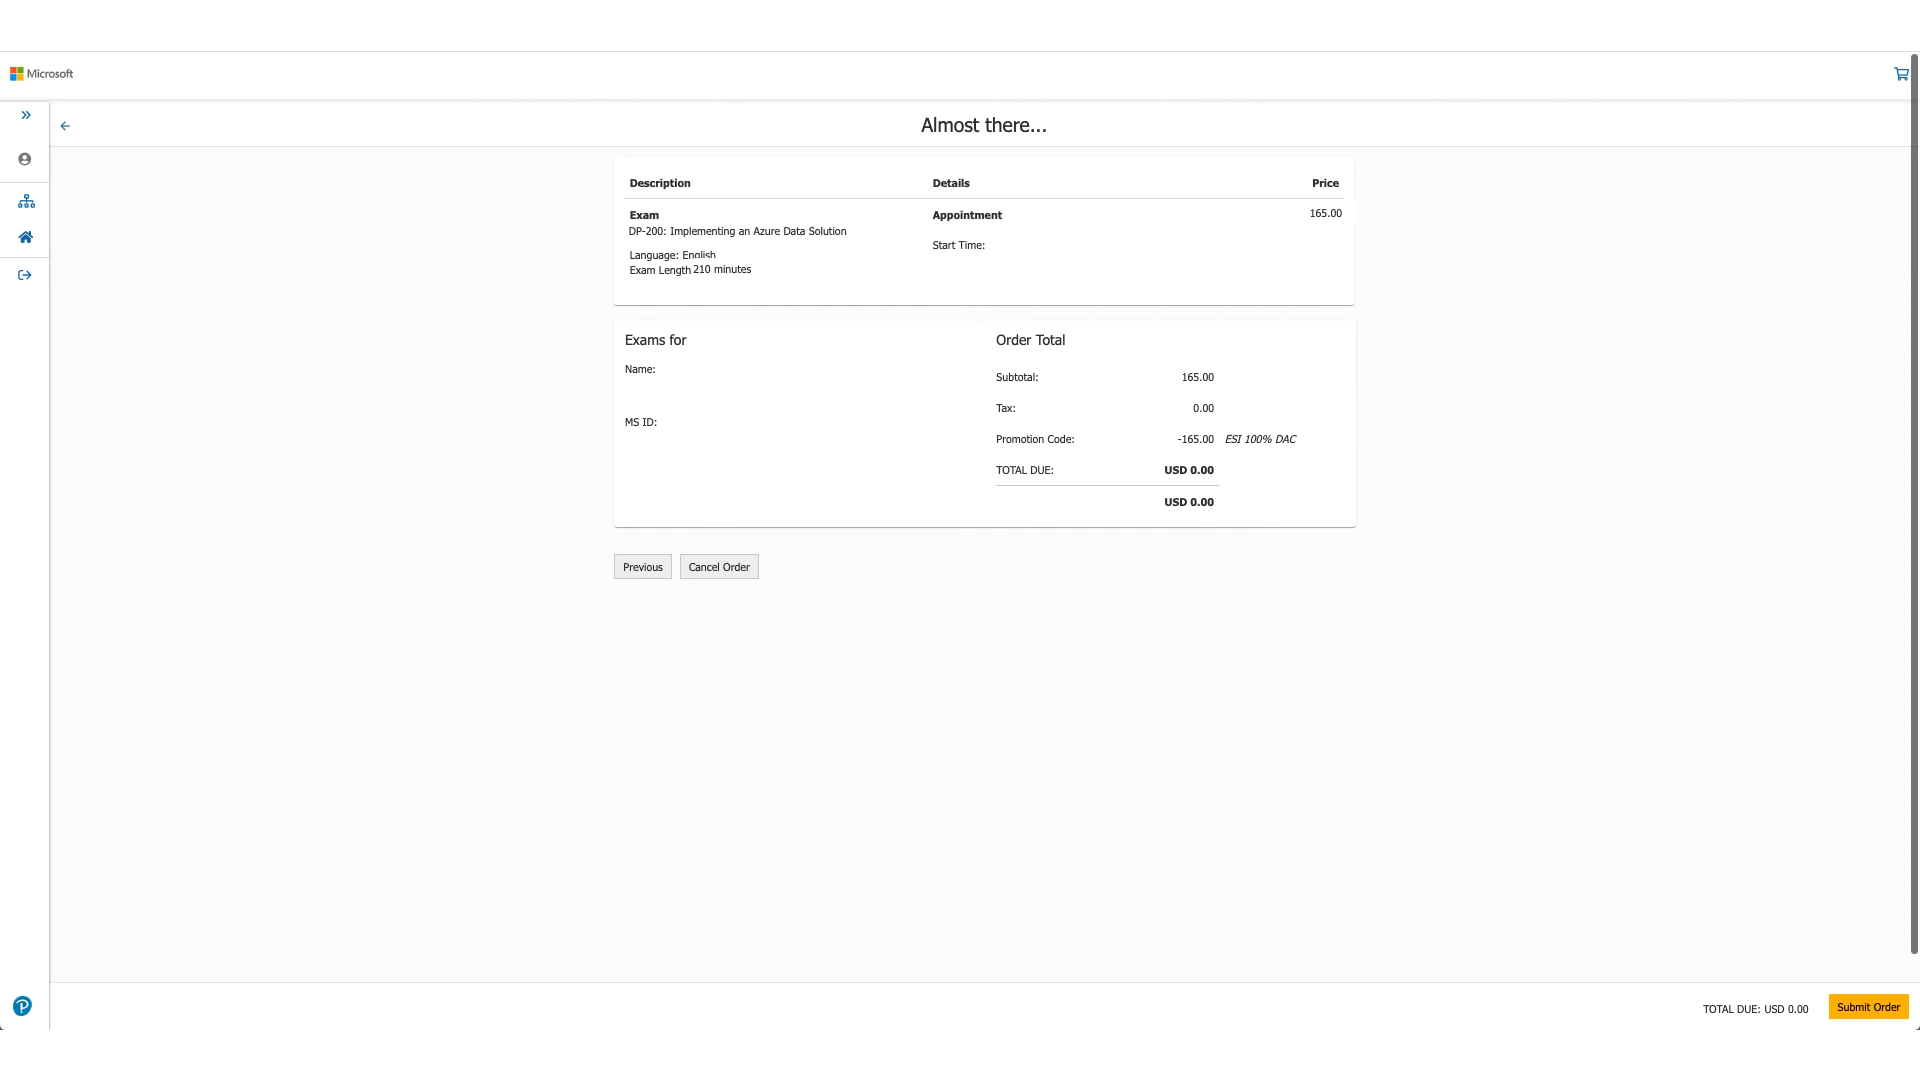 Microsoft
Almost there...
Description Details Price
Exam Appointment 165.00
DP-200: Implementing an Azure Data Solution
Start Time:
Language: English
Exam Length 210 minutes
Exams for
Name:
MS ID:
Order Total
Subtotal: 165.00
Tax: 0.00
Promotion Code: -165.00 ESI 100% DAC
TOTAL DUE: USD 0.00
USD 0.00
Previous Cancel Order
TOTAL DUE: USD 0.00 Submit Order